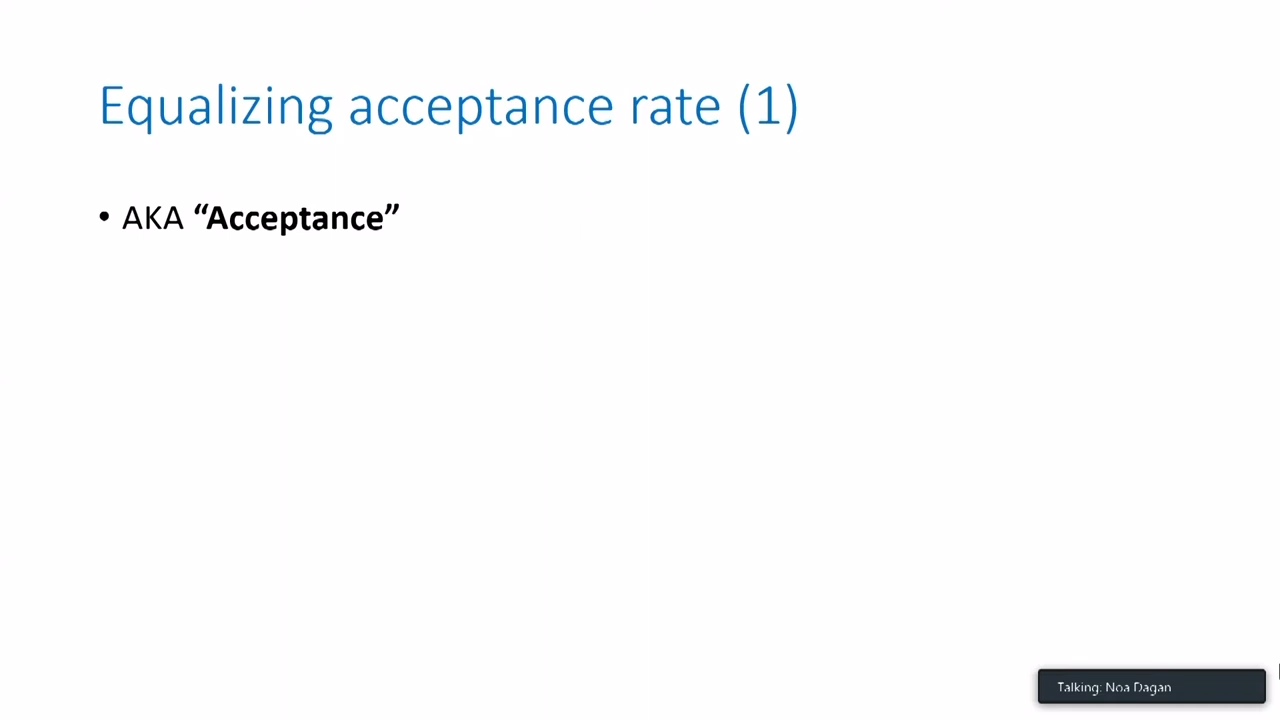 Equalizing acceptance rate (1)
• AKA “Acceptance”
Talking: Noa Dagan